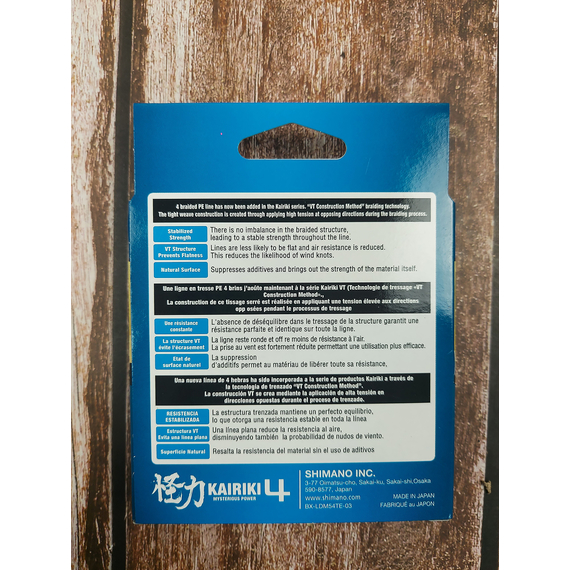 4 braided PE line has now been added in the Kairiki series. "VT Construction Method" braiding technology.
The tight weave construction is created through applying high tension at opposing directions during the braiding process.
Stabilized
Strength
There is no imbalance in the braided structure,
leading to a stable strength throughout the line.
VT Structure
Prevents Flatness
Lines are less likely to be flat and air resistance is reduced.
This reduces the likelihood of wind knots.
Natural Surface
Suppresses additives and brings out the strength of the material itself.
Une ligne en tresse PE 4 brins j'aoûte maintenant à la série Kairiki VT (Technologie de tressage «VT
Construction Method»,,
La construction de ce tissage serré est réalisée en appliquant une tension élevée aux directions
opp osées pendant le processus de tressage
Une résistance
constante
L'absence de déséquilibre dans le tressage de la structure garantit une
résistance parfaite et identique sur toute la ligne.
La structure VT
évite l'écrasement
La ligne reste ronde et off re moins de résistance à l'air.
La prise au vent est fortement réduite permettant une utilisation plus efficace.
Etat de
surface naturel
La suppression
d'additifs permet au matériau de libérer toute sa résistance,
Una nueva línea de 4 hebras ha sido incorporada a la serie de productos Kairiki a través de
la tecnología de trenzado "VT Construction Method".
La construcción VT se crea mediante la aplicación de alta tensión en
direcciones opuestas durante el proceso de trenzado.
RESISTENCIA
ESTABILIZADA
La estructura trenzada mantiene un perfecto equilibrio,
lo que otorga una resistencia estable en toda la línea
Estructura VT
Evita una línea plana
Una línea plana reduce la resistencia al aire,
disminuyendo también la probabilidad de nudos de viento.
Superficie Natural
Resalta la resistencia del material sin el uso de aditivos
怪力 KAIRIKI 4
MYSTERIOUS POWER
SHIMANO INC.
3-77 Oimatsu-cho, Sakai-ku, Sakai-shi,Osaka
590-8577, Japan
www.shimano.com
BX-LDM54TE-03
MADE IN JAPAN
FABRIQUÉ au JAPON